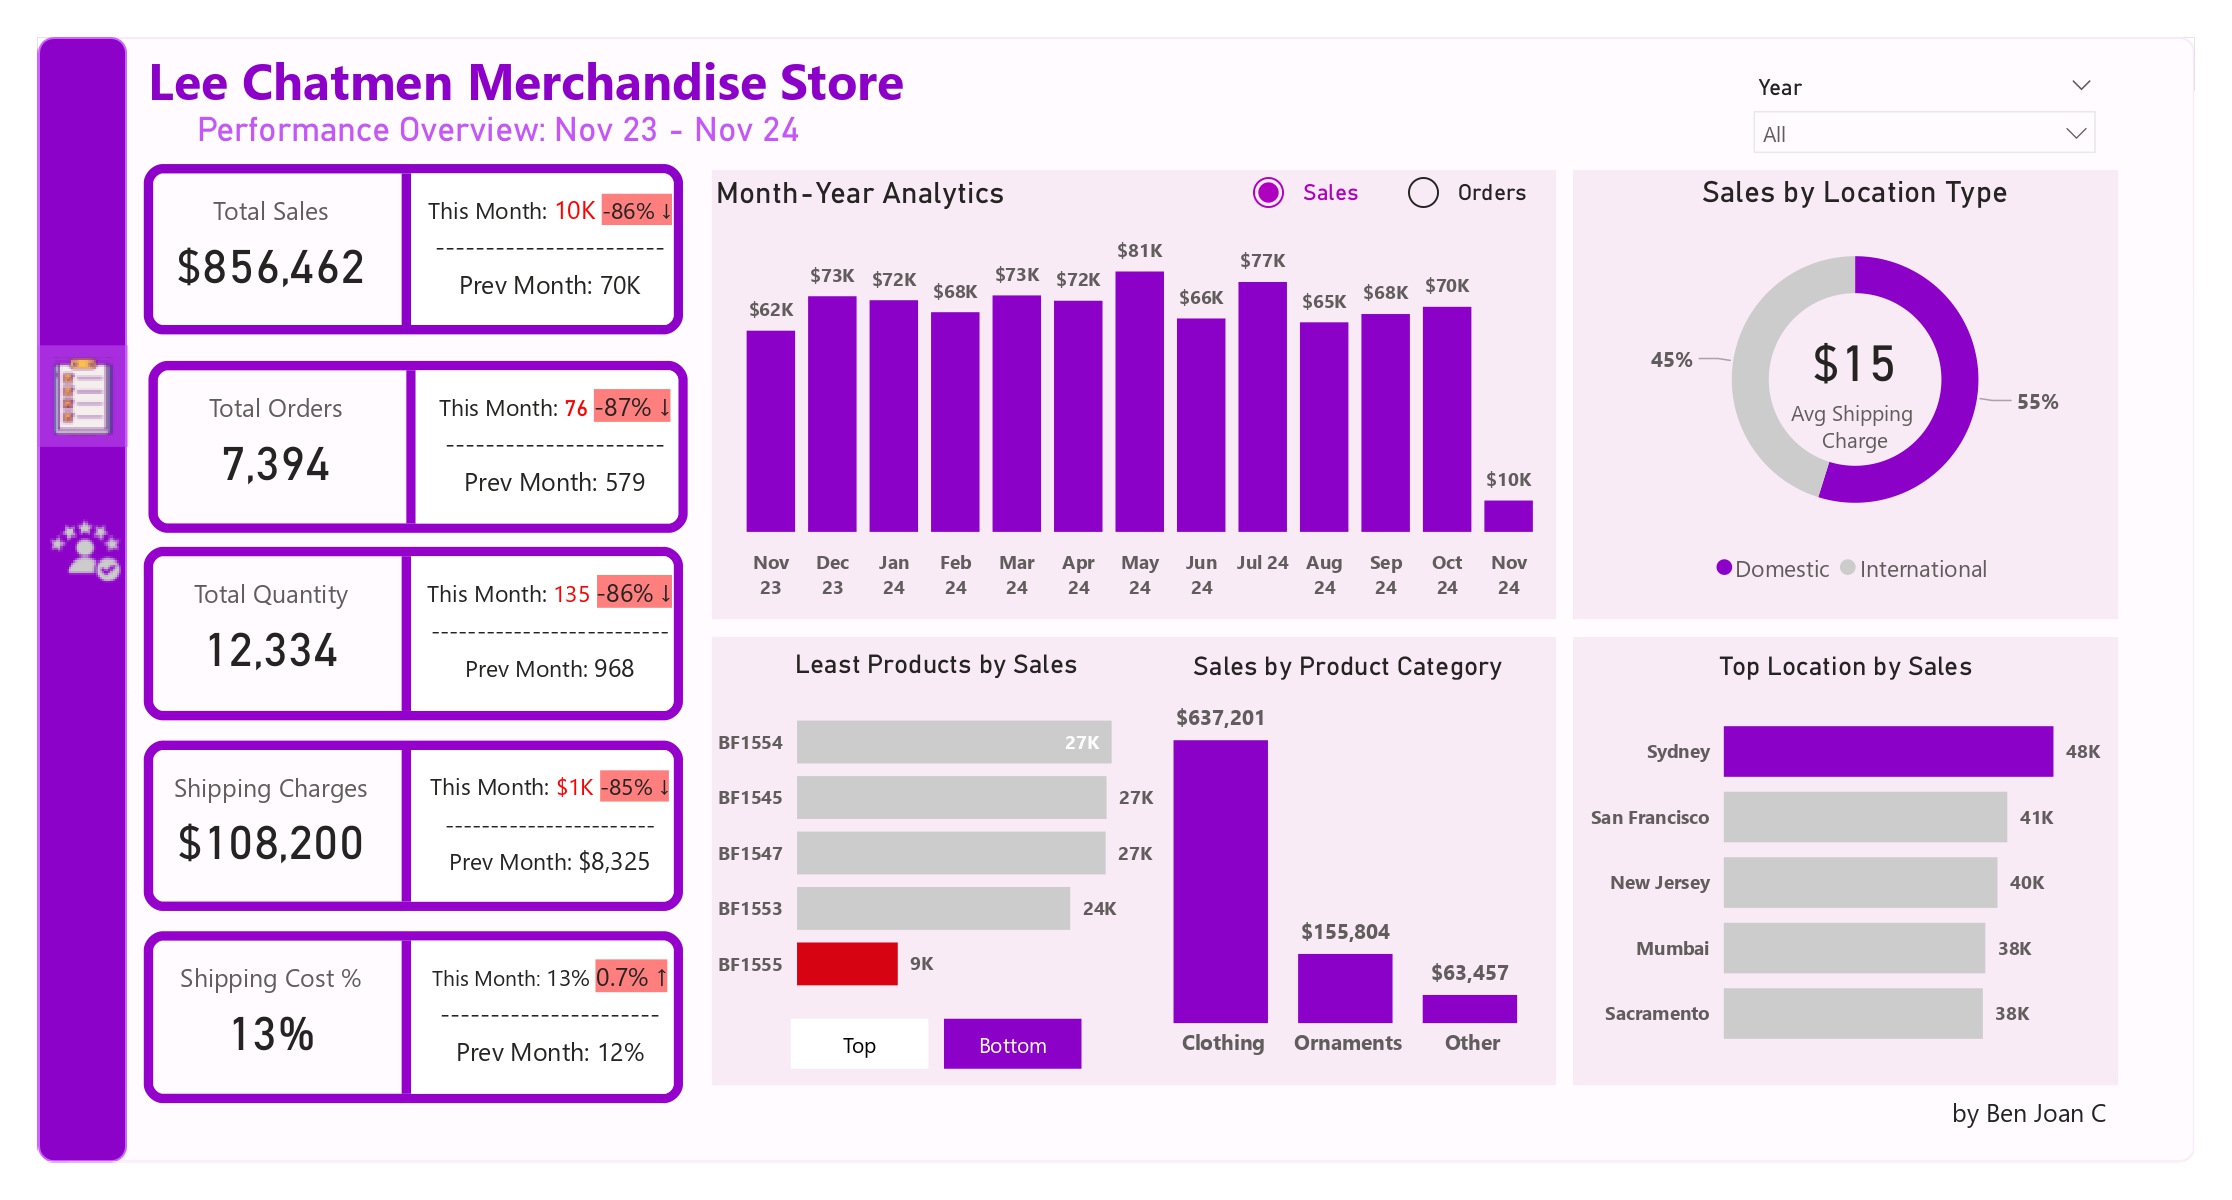 Lee Chatmen Merchandise Store
Performance Overview: Nov 23 - Nov 24
Year
All
Total Sales
$856,462
This Month: 10K -86% ↓
-----------------------
Prev Month: 70K
Total Orders
7,394
This Month: 76 -87% ↓
----------------------
Prev Month: 579
Total Quantity
12,334
This Month: 135 -86% ↓
------------------------
Prev Month: 968
Shipping Charges
$108,200
This Month: $1K -85% ↓
---------------------
Prev Month: $8,325
Shipping Cost %
13%
This Month: 13% 0.7% ↑
----------------------
Prev Month: 12%
Month-Year Analytics
Sales
Orders
$62K
$73K
$72K
$68K
$73K
$72K
$81K
$66K
$77K
$65K
$68K
$70K
$10K
Nov 23
Dec 23
Jan 24
Feb 24
Mar 24
Apr 24
May 24
Jun 24
Jul 24
Aug 24
Sep 24
Oct 24
Nov 24
Sales by Location Type
45%
$15
Avg Shipping
Charge
55%
Domestic
International
Least Products by Sales
BF1554 27K
BF1545 27K
BF1547 27K
BF1553 24K
BF1555 9K
Top
Bottom
Sales by Product Category
$637,201
$155,804
$63,457
Clothing
Ornaments
Other
Top Location by Sales
Sydney 48K
San Francisco 41K
New Jersey 40K
Mumbai 38K
Sacramento 38K
by Ben Joan C